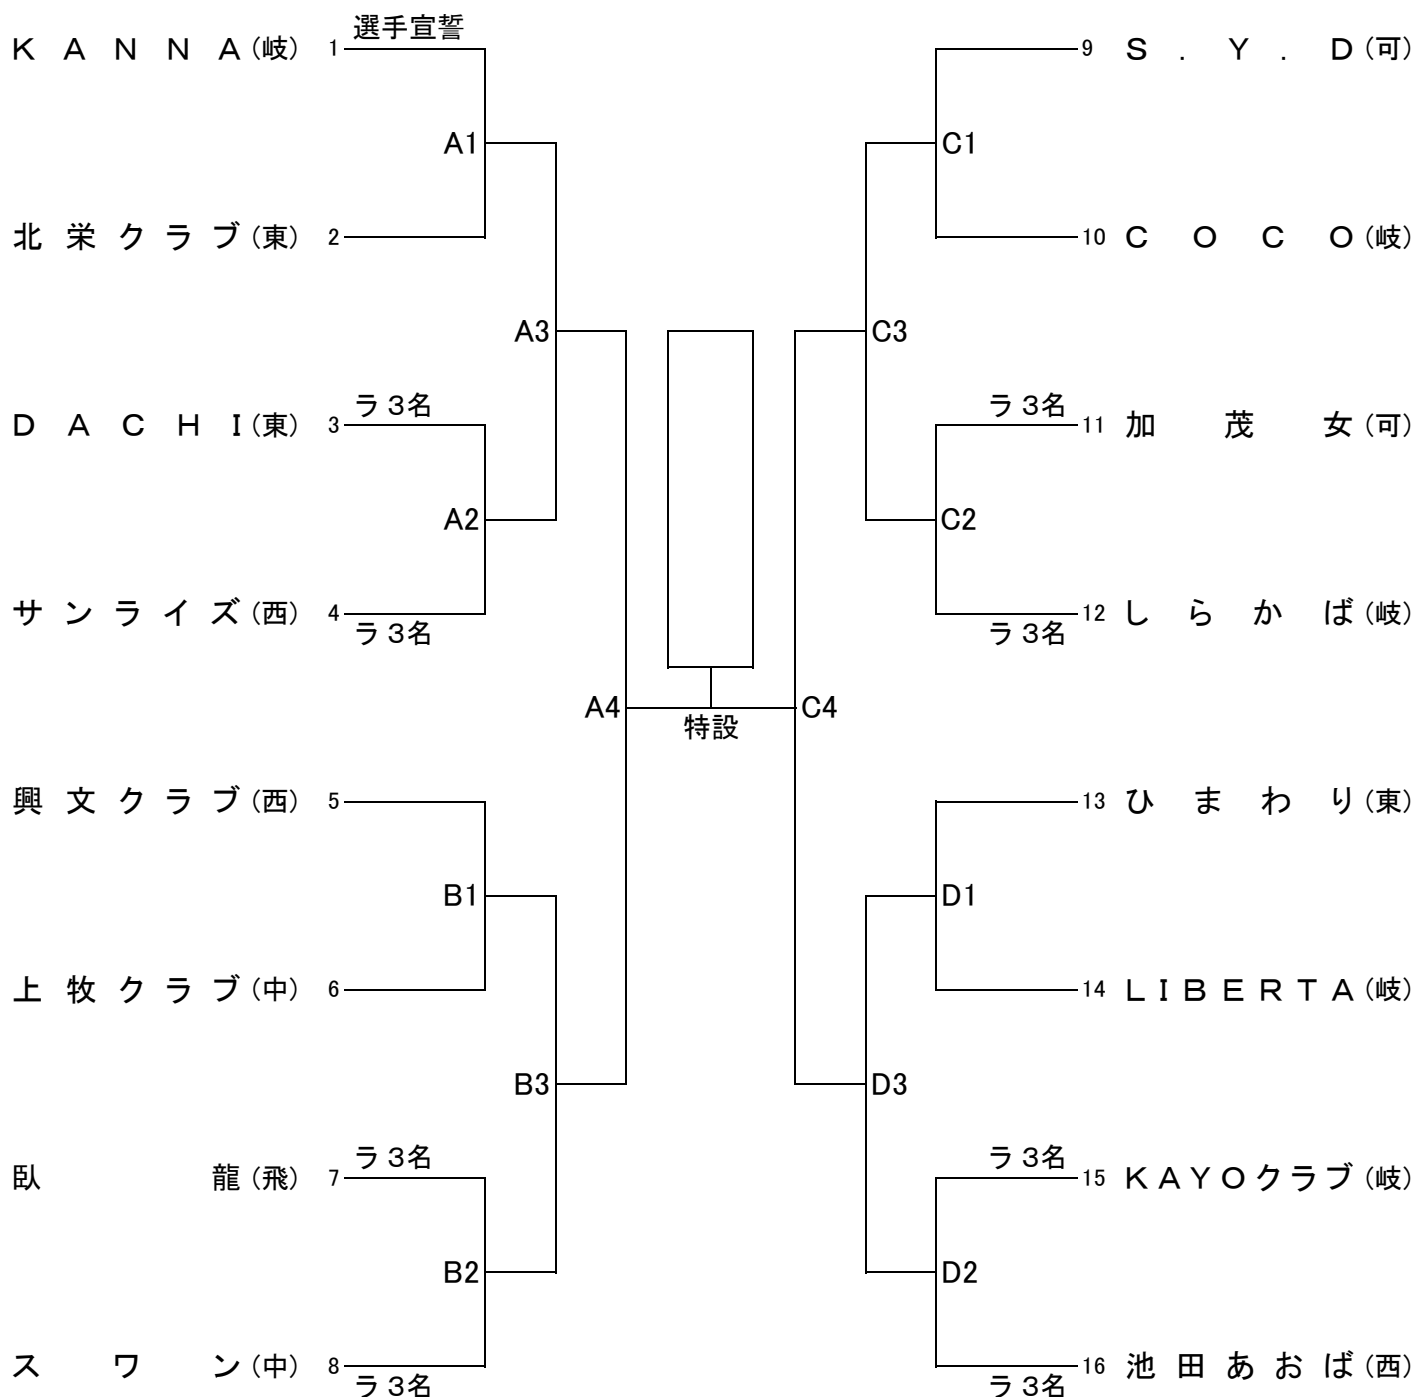 選手宣誓
KANNA(岐) 1
A1
北栄クラブ(東) 2
A3
ラ 3名
DACHI(東) 3
A2
サンライズ(西) 4
ラ 3名
A4
特設
C4
興文クラブ(西) 5
B1
上牧クラブ(中) 6
B3
ラ 3名
臥龍(飛) 7
B2
スワン(中) 8
ラ 3名
9 S.Y.D(可)
C1
10 COCO(岐)
C3
ラ 3名
11 加茂女(可)
C2
12 しらかば(岐)
ラ 3名
13 ひまわり(東)
D1
14 LIBERTA(岐)
D3
ラ 3名
15 KAYOクラブ(岐)
D2
16 池田あおば(西)
ラ 3名